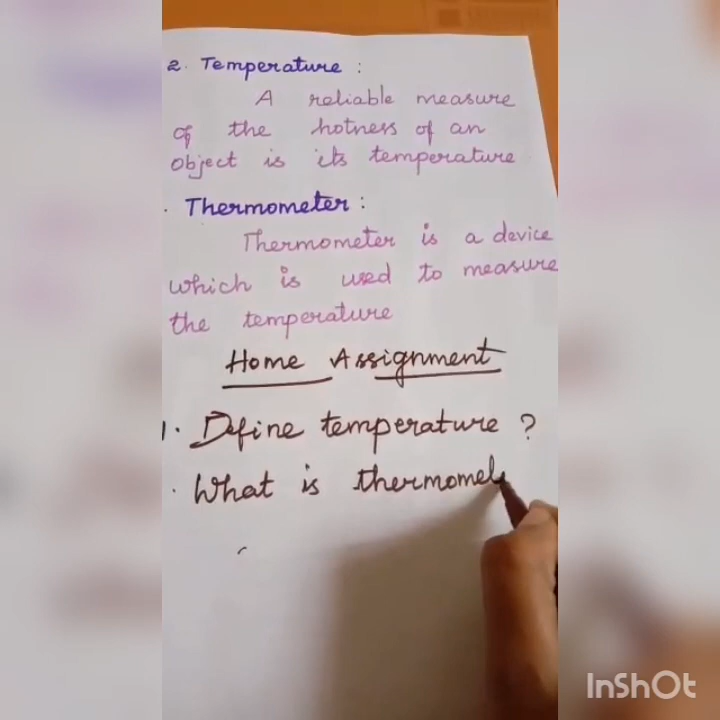 2. Temperature :
A reliable measure
of the hotness of an
object is its temperature
. Thermometer :
Thermometer is a device
which is used to measure
the temperature
Home Assignment
1. Define temperature ?
. What is thermomet
InShOt